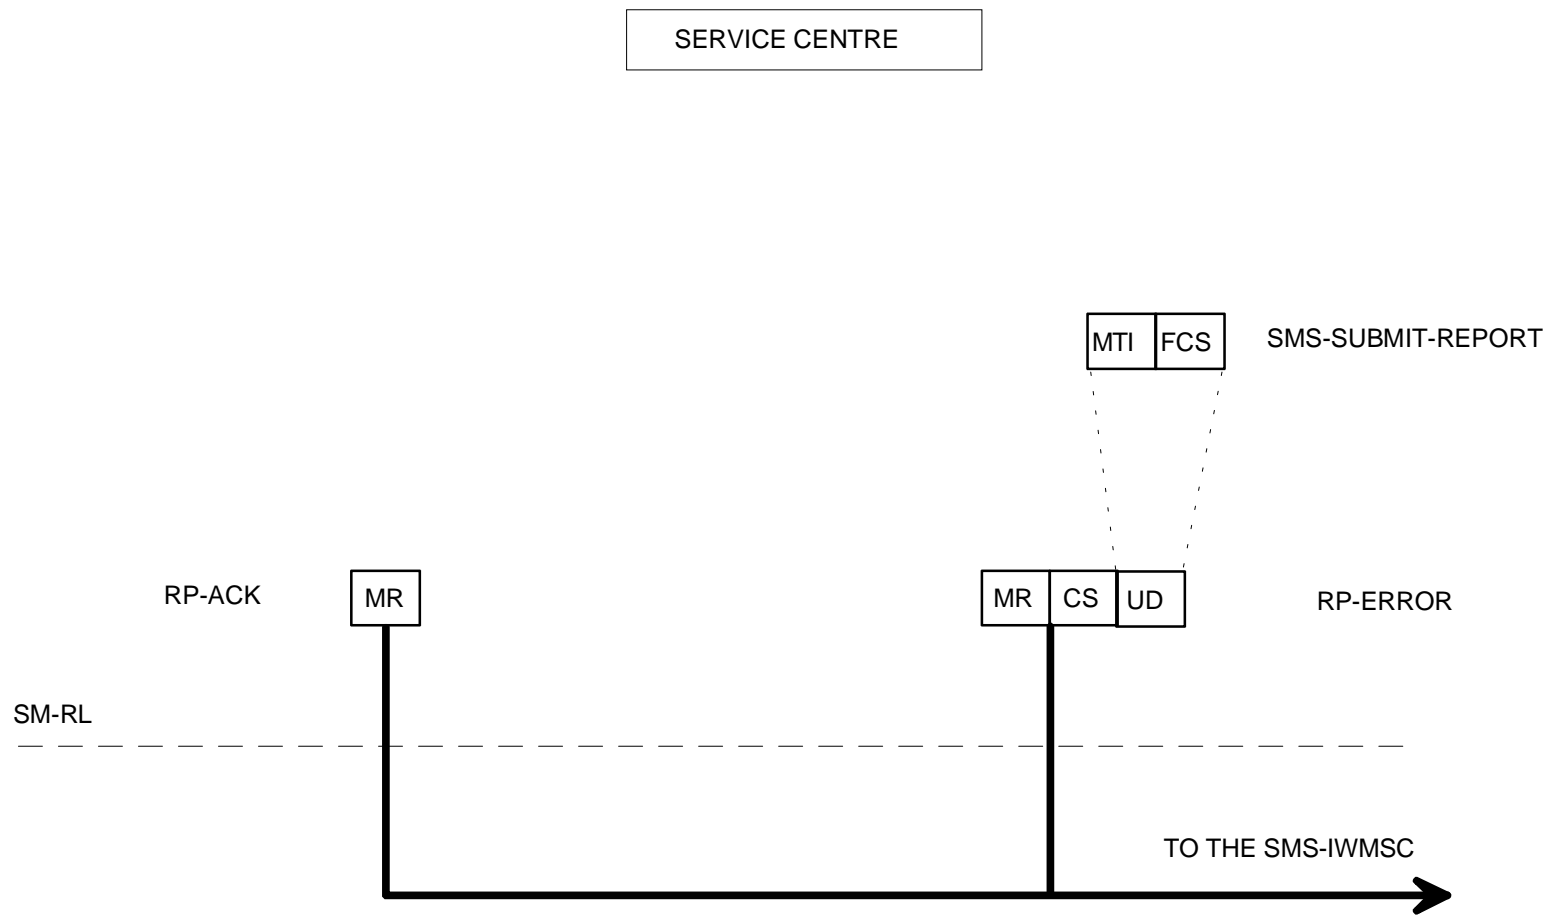 SERVICE CENTRE
MTI FCS SMS-SUBMIT-REPORT
RP-ACK MR MR CS UD RP-ERROR
SM-RL
TO THE SMS-IWMSC